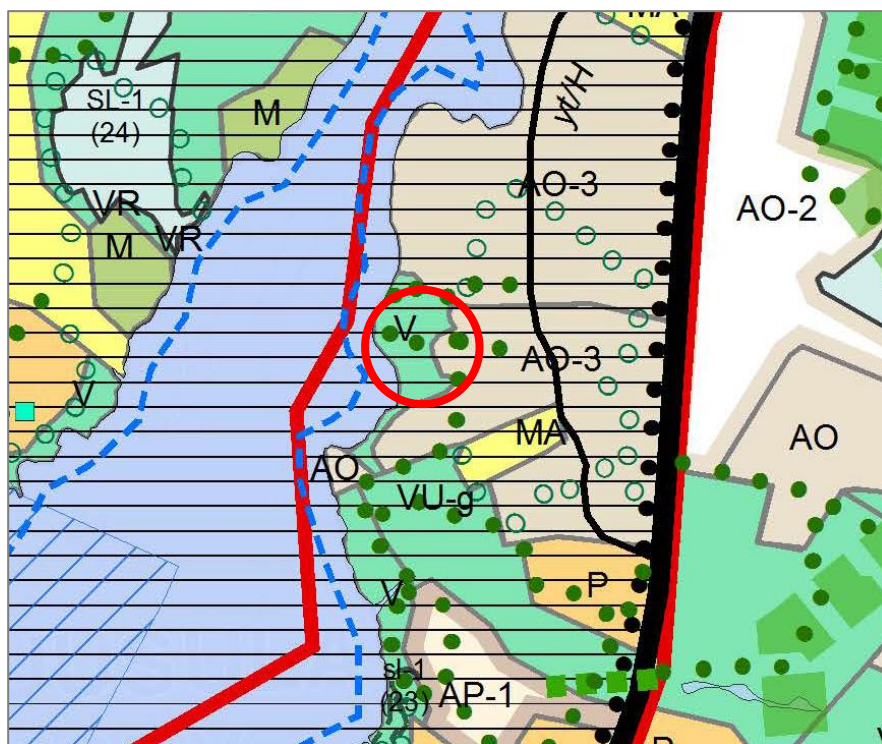 MA
SL-1
(24)
M
yt/H
AO-3
VR
AO-2
VR
M
V
AO-3
V
MA
AO
AO
VU-g
P
V
sl-1
(23)
AP-1